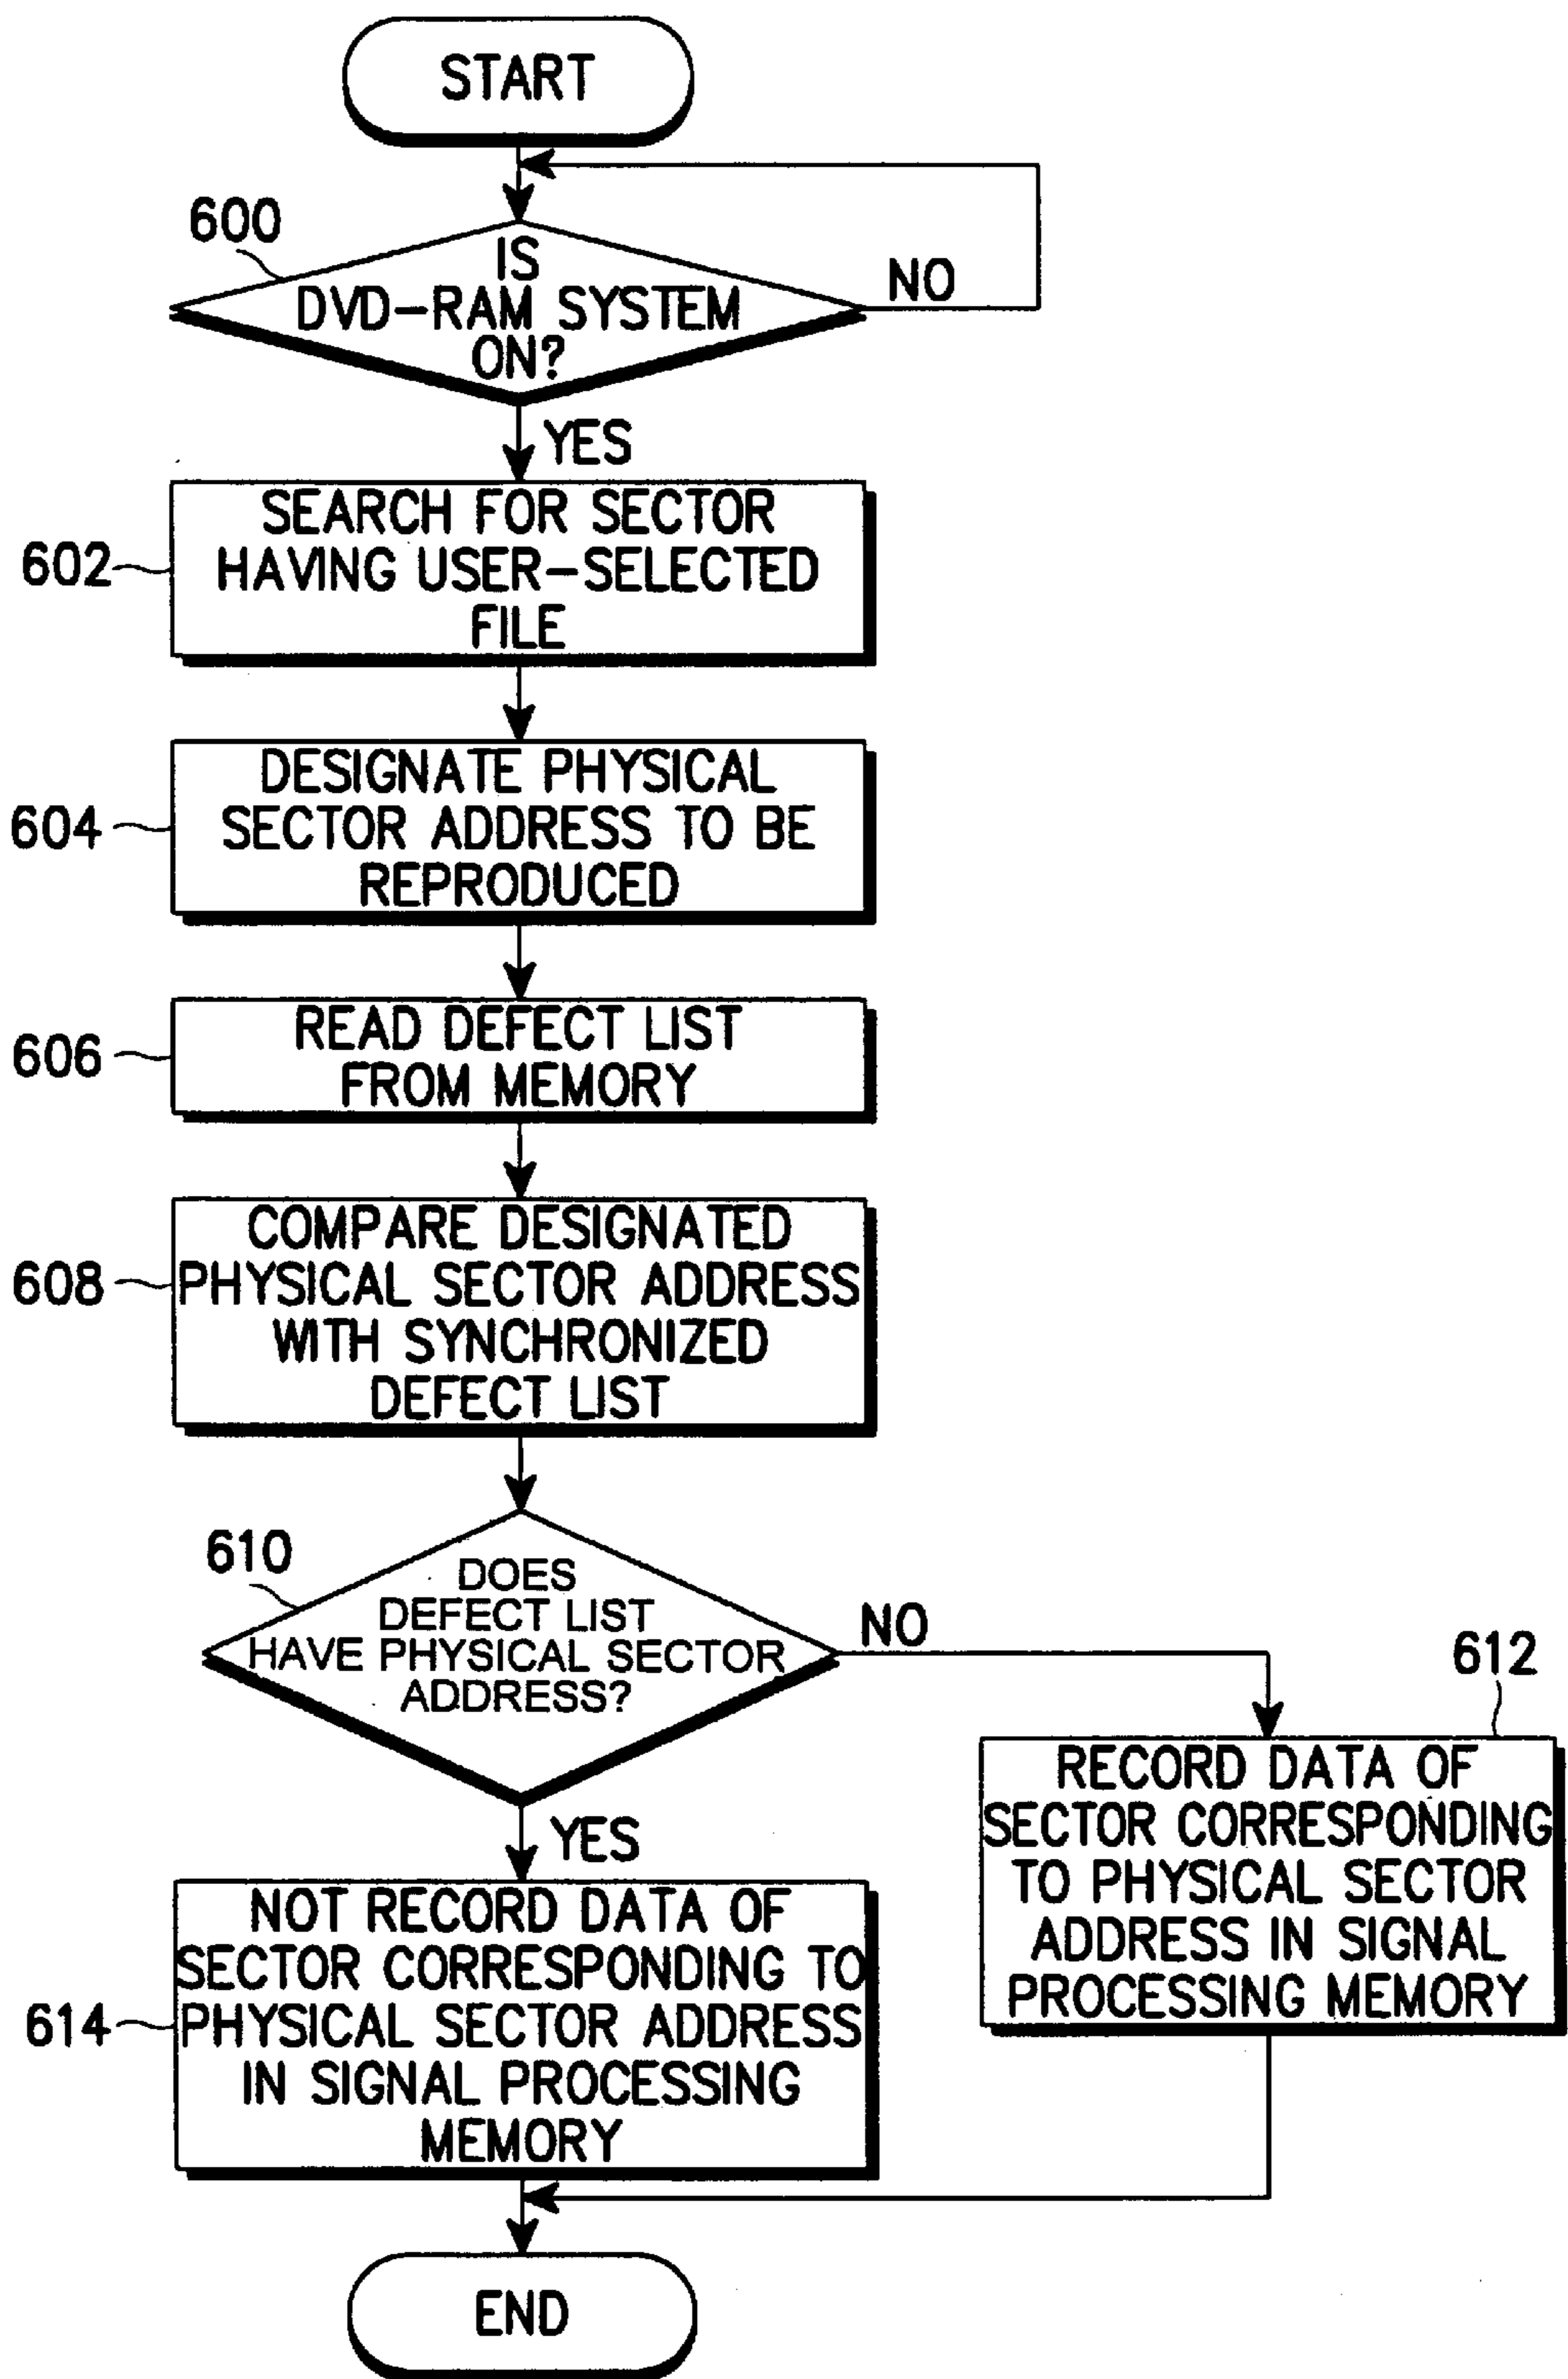 START
600
IS
DVD-RAM SYSTEM
ON?
NO
YES
602
SEARCH FOR SECTOR
HAVING USER-SELECTED
FILE
604
DESIGNATE PHYSICAL
SECTOR ADDRESS TO BE
REPRODUCED
606
READ DEFECT LIST
FROM MEMORY
608
COMPARE DESIGNATED
PHYSICAL SECTOR ADDRESS
WITH SYNCHRONIZED
DEFECT LIST
610
DOES
DEFECT LIST
HAVE PHYSICAL SECTOR
ADDRESS?
NO
612
RECORD DATA OF
SECTOR CORRESPONDING
TO PHYSICAL SECTOR
ADDRESS IN SIGNAL
PROCESSING MEMORY
YES
614
NOT RECORD DATA OF
SECTOR CORRESPONDING TO
PHYSICAL SECTOR ADDRESS
IN SIGNAL PROCESSING
MEMORY
END